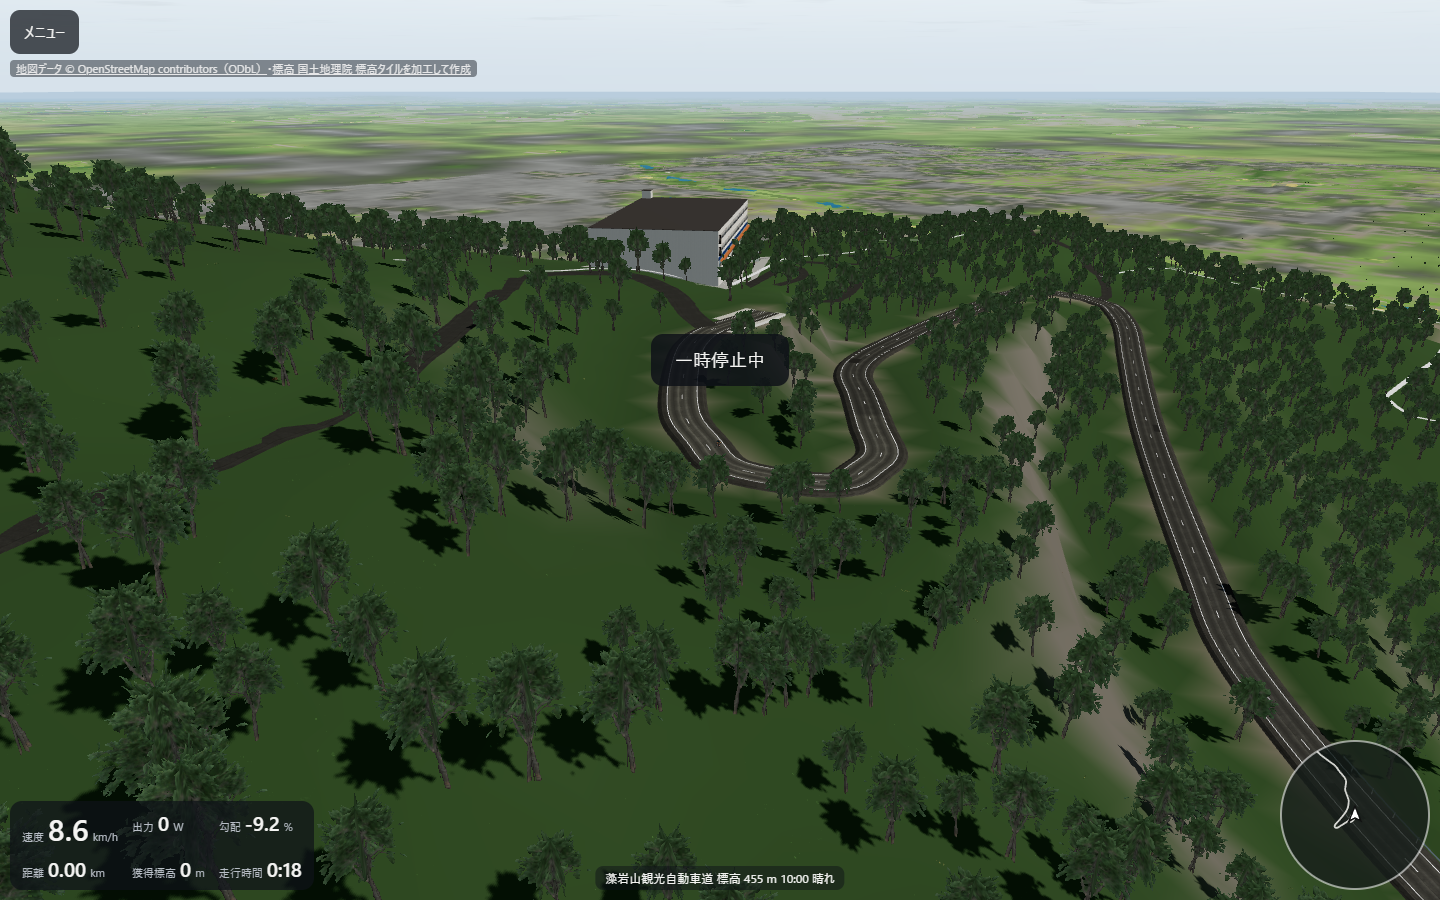 メニュー
地図データ © OpenStreetMap contributors（ODbL）・標高 国土地理院 標高タイルを加工して作成
一時停止中
速度 8.6 km/h 出力 0 W 勾配 -9.2 %
距離 0.00 km 獲得標高 0 m 走行時間 0:18
藻岩山観光自動車道 標高 455 m 10:00 晴れ